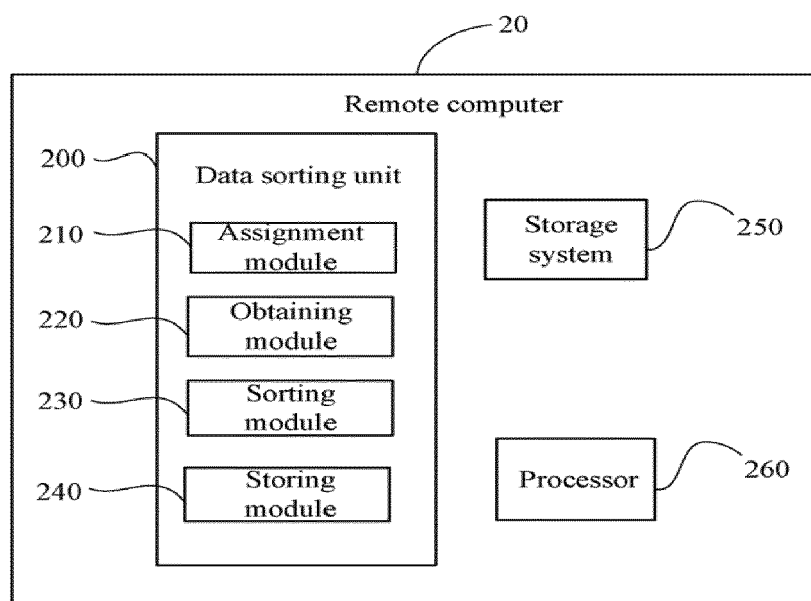 20
Remote computer
200
Data sorting unit
210
Assignment
module
Storage
system
250
220
Obtaining
module
230
Sorting
module
240
Storing
module
Processor
260